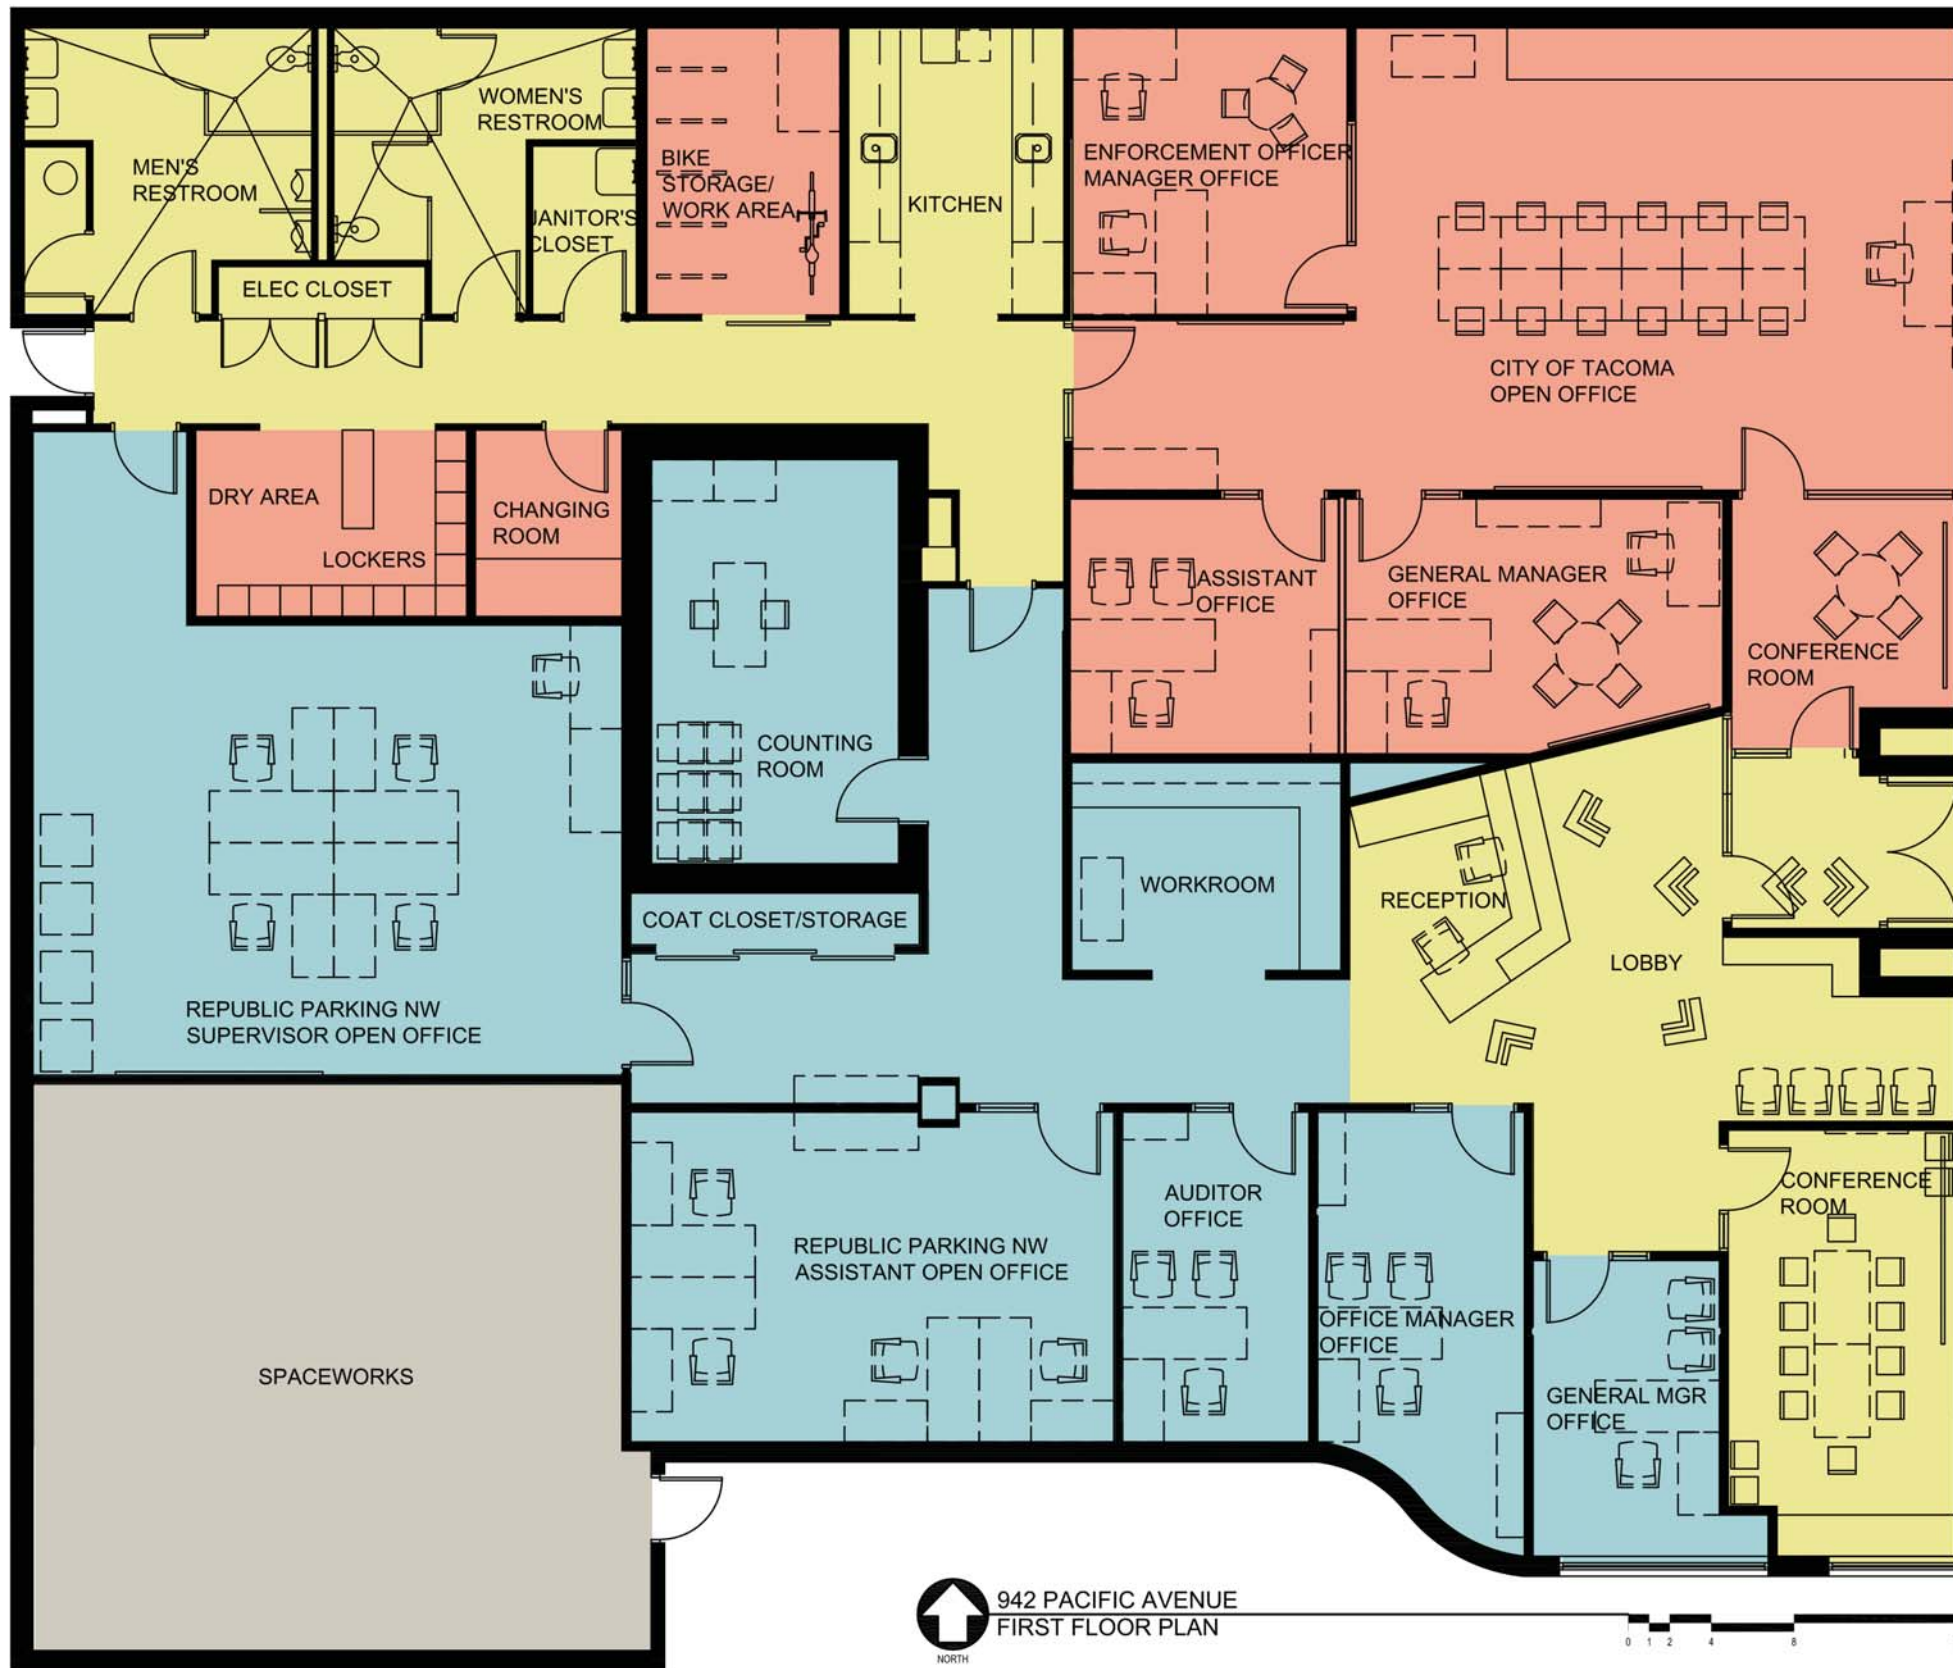 WOMEN'S
RESTROOM
MEN'S
RESTROOM
JANITOR'S
CLOSET
ELEC CLOSET
BIKE
STORAGE/
WORK AREA
KITCHEN
ENFORCEMENT OFFICER
MANAGER OFFICE
CITY OF TACOMA
OPEN OFFICE
DRY AREA
LOCKERS
CHANGING
ROOM
ASSISTANT
OFFICE
GENERAL MANAGER
OFFICE
CONFERENCE
ROOM
COUNTING
ROOM
WORKROOM
RECEPTION
LOBBY
COAT CLOSET/STORAGE
REPUBLIC PARKING NW
SUPERVISOR OPEN OFFICE
CONFERENCE
ROOM
AUDITOR
OFFICE
REPUBLIC PARKING NW
ASSISTANT OPEN OFFICE
OFFICE MANAGER
OFFICE
GENERAL MGR
OFFICE
SPACEWORKS
942 PACIFIC AVENUE
FIRST FLOOR PLAN
NORTH
0 1 2 4 8